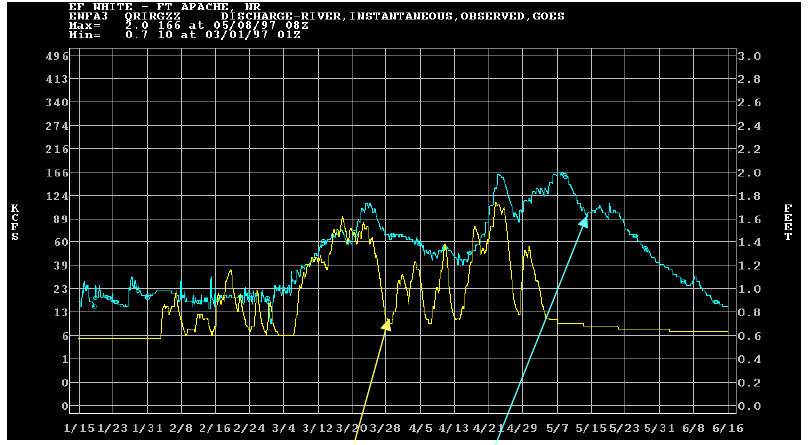 EF WHITE - FT APACHE, NR
ENFA3 QRIRGZZ DISCHARGE-RIVER,INSTANTANEOUS,OBSERVED,GOES
Max= 2.0 166 at 05/08/97 08Z
Min= 0.7 10 at 03/01/97 01Z
496 3.0
413 2.8
340 2.6
274 2.4
216 2.2
166 2.0
124 1.8
89 1.6
60 1.4
39 1.2
23 1.0
13 0.8
6 0.6
1 0.4
0 0.2
0 0.0
KCFS
FEET
1/15 1/23 1/31 2/8 2/16 2/24 3/4 3/12 3/20 3/28 4/5 4/13 4/21 4/29 5/7 5/15 5/23 5/31 6/8 6/16